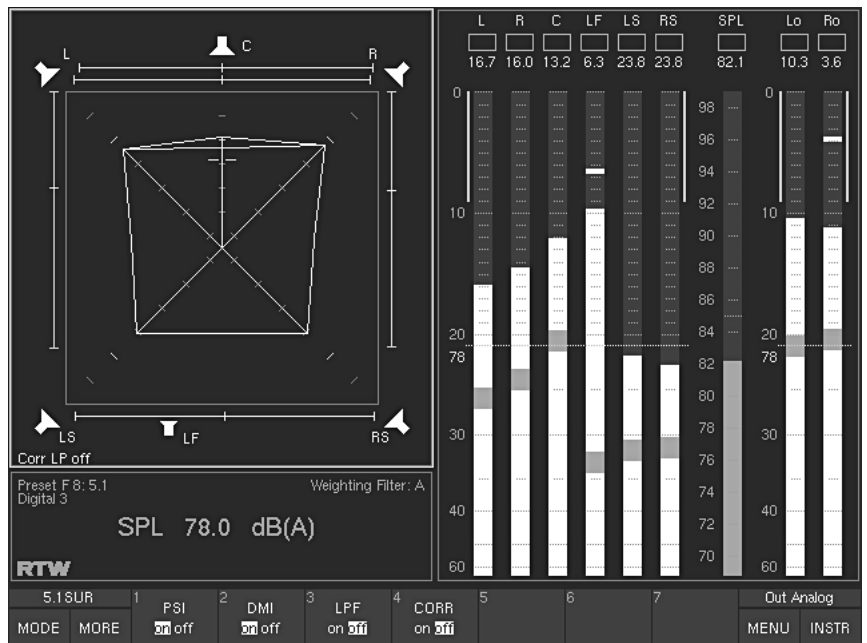 L R C LF LS RS SPL Lo Ro
16.7 16.0 13.2 6.3 23.8 23.8 82.1 10.3 3.6
C
L
R
LS
LF
RS
Corr LP off
0
10
20
78
30
40
60
98
96
94
92
90
88
86
84
82
80
78
76
74
72
70
0
10
20
78
30
40
60
Preset F 8: 5.1 Weighting Filter: A
Digital 3
SPL 78.0 dB(A)
RTW
5.1SUR 1 2 3 4 5 6 7 Out Analog
PSI DMI LPF CORR
MODE MORE on off on off on off on off MENU INSTR